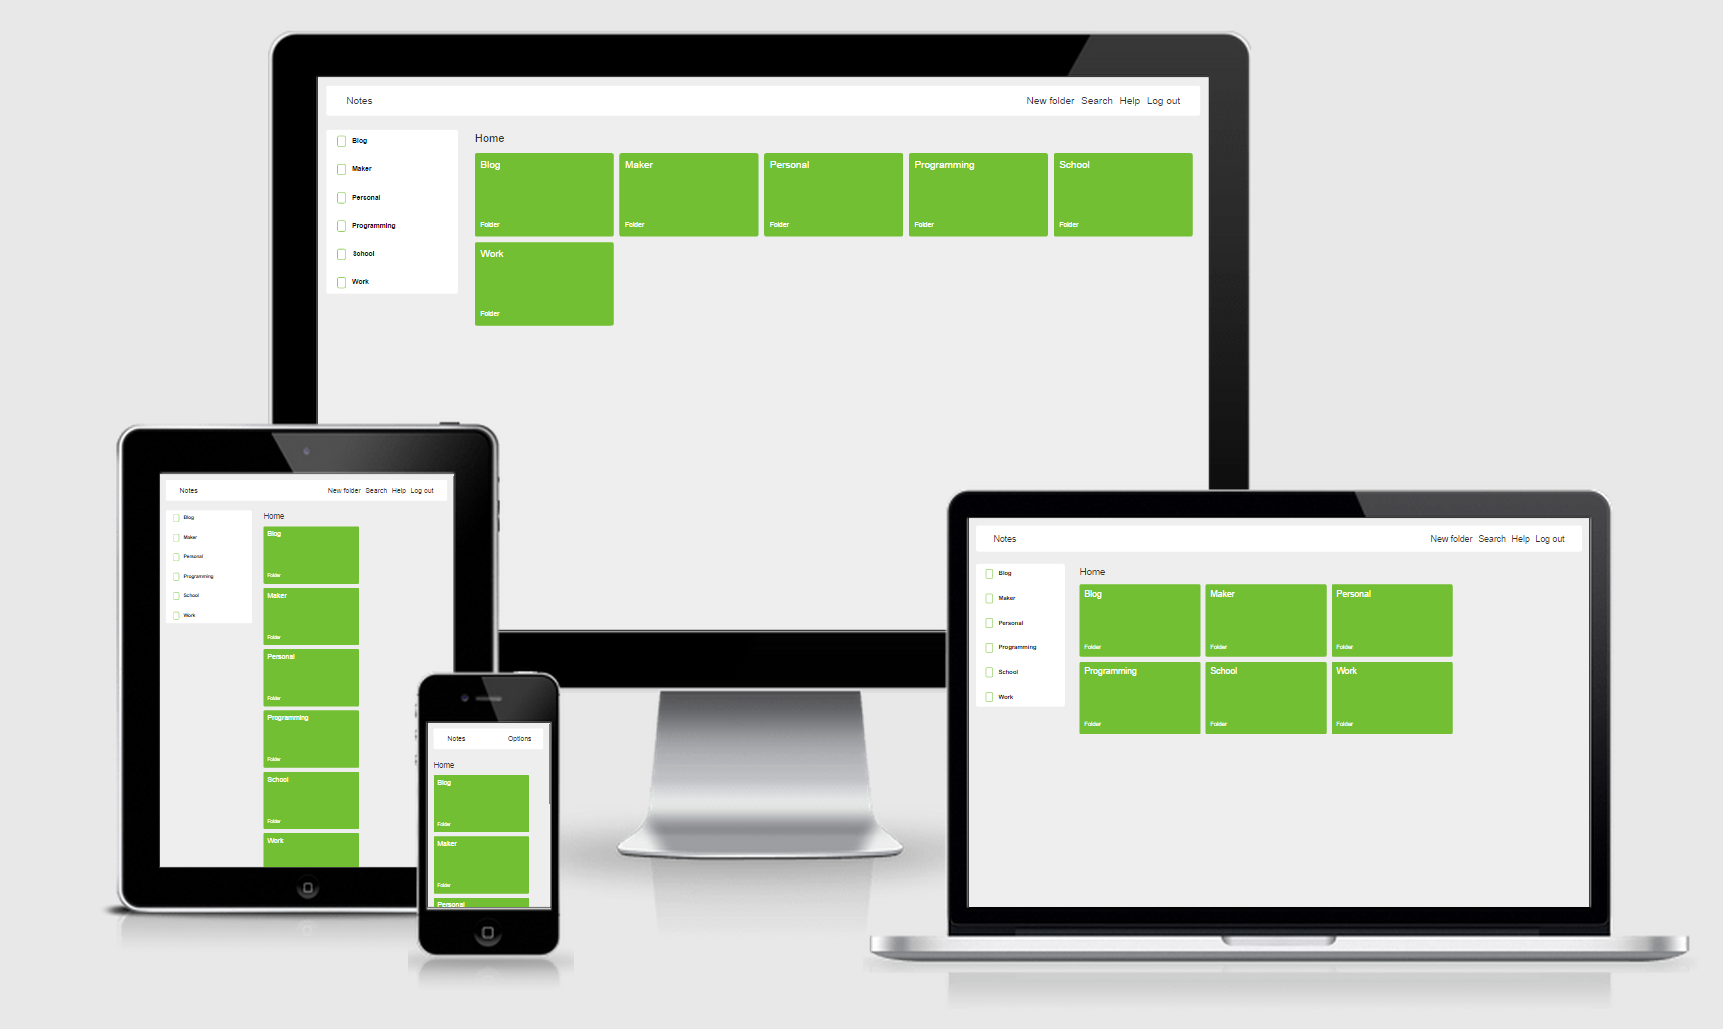 Notes
New folder Search Help Log out
Blog
Maker
Personal
Programming
School
Work
Home
Blog
Folder
Maker
Folder
Personal
Folder
Programming
Folder
School
Folder
Work
Folder
Notes
New folder Search Help Log out
Blog
Maker
Personal
Programming
School
Work
Home
Blog
Folder
Maker
Folder
Personal
Folder
Programming
Folder
School
Folder
Work
Notes
Options
Home
Blog
Folder
Maker
Folder
Personal
Notes
New folder Search Help Log out
Blog
Maker
Personal
Programming
School
Work
Home
Blog
Folder
Maker
Folder
Personal
Folder
Programming
Folder
School
Folder
Work
Folder